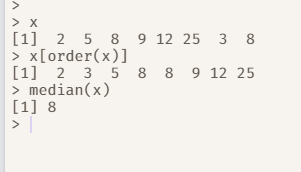 >
> x
[1]  2  5  8  9 12 25  3  8
> x[order(x)]
[1]  2  3  5  8  8  9 12 25
> median(x)
[1] 8
>